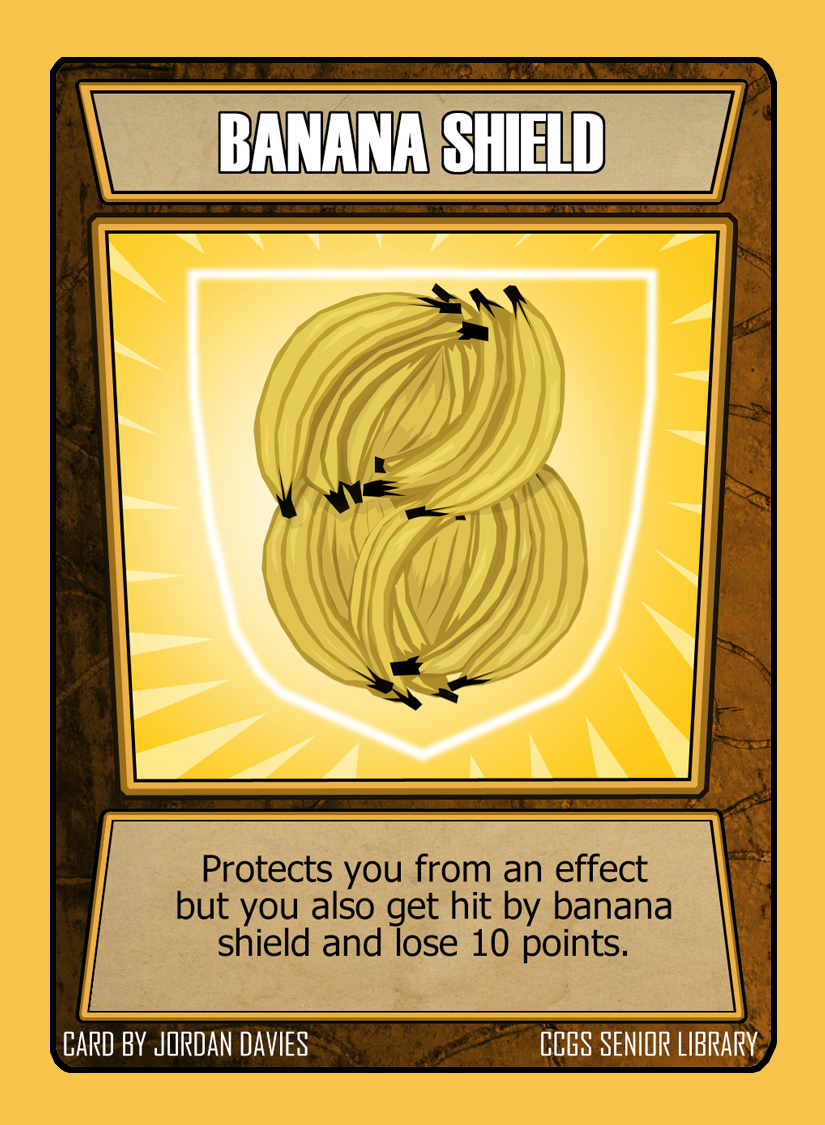 BANANA SHIELD
Protects you from an effect
but you also get hit by banana
shield and lose 10 points.
CARD BY JORDAN DAVIES
CCGS SENIOR LIBRARY